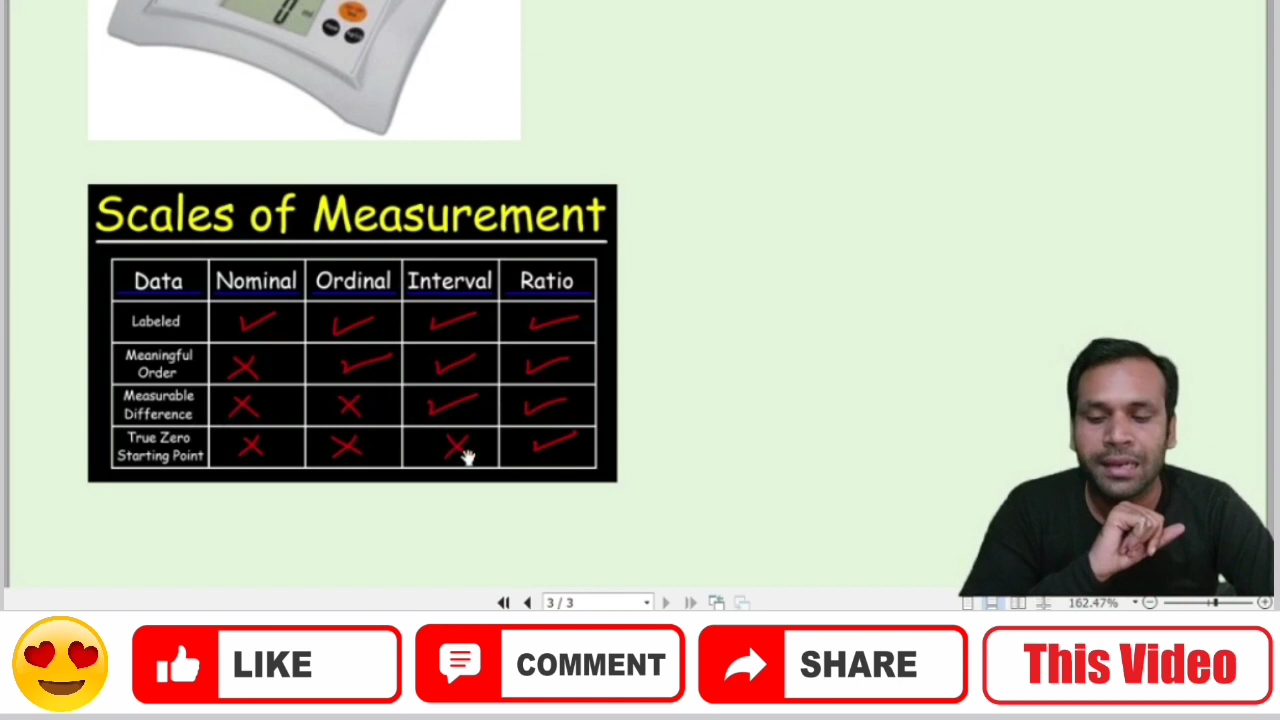 Scales of Measurement
Data Nominal Ordinal Interval Ratio
Labeled ✓ ✓ ✓ ✓
Meaningful
Order ✗ ✓ ✓ ✓
Measurable
Difference ✗ ✗ ✓ ✓
True Zero
Starting Point ✗ ✗ ✗ ✓
3 / 3
162.47%
LIKE
COMMENT
SHARE
This Video